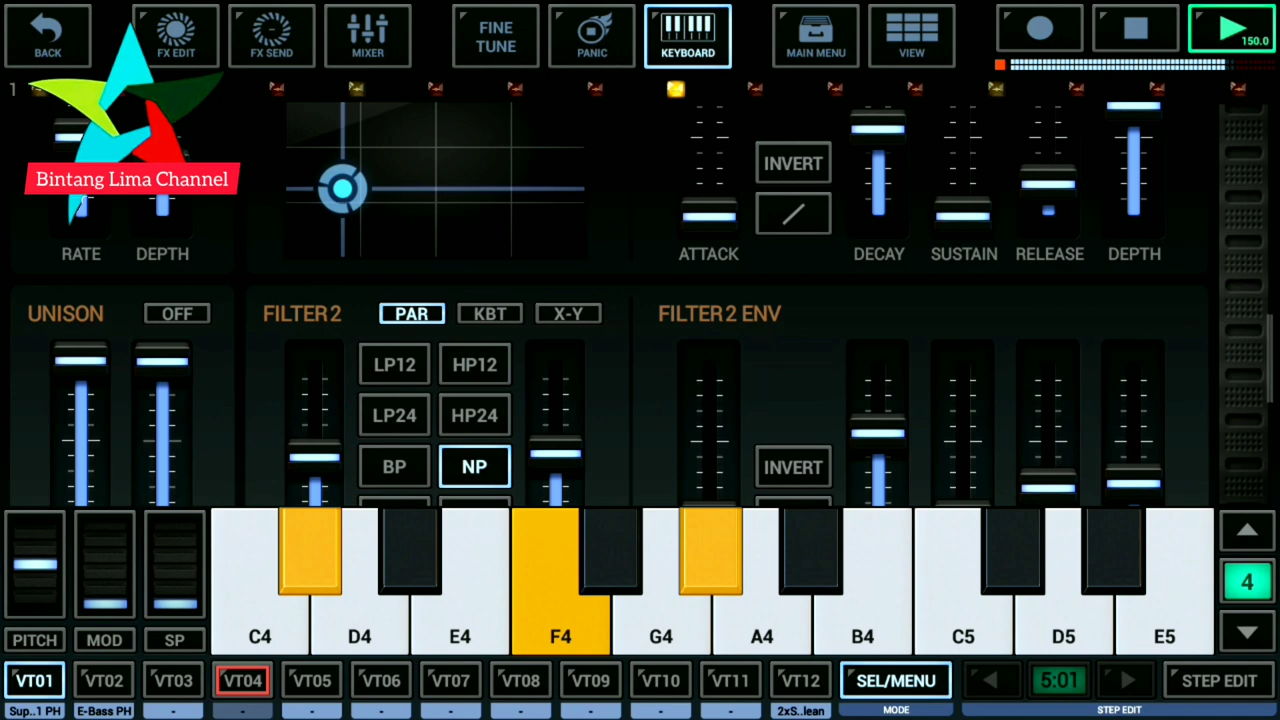 BACK
FX EDIT
FX SEND
MIXER
FINE TUNE
PANIC
KEYBOARD
MAIN MENU
VIEW
150.0
1
Bintang Lima Channel
INVERT
RATE
DEPTH
ATTACK
DECAY
SUSTAIN
RELEASE
DEPTH
UNISON
OFF
FILTER 2
PAR
KBT
X-Y
FILTER 2 ENV
LP12
HP12
LP24
HP24
BP
NP
INVERT
4
PITCH
MOD
SP
C4
D4
E4
F4
G4
A4
B4
C5
D5
E5
VT01
VT02
VT03
VT04
VT05
VT06
VT07
VT08
VT09
VT10
VT11
VT12
SEL/MENU
5:01
STEP EDIT
Sup..1 PH
E-Bass PH
-
-
-
-
-
-
-
-
-
2xS..lean
MODE
STEP EDIT